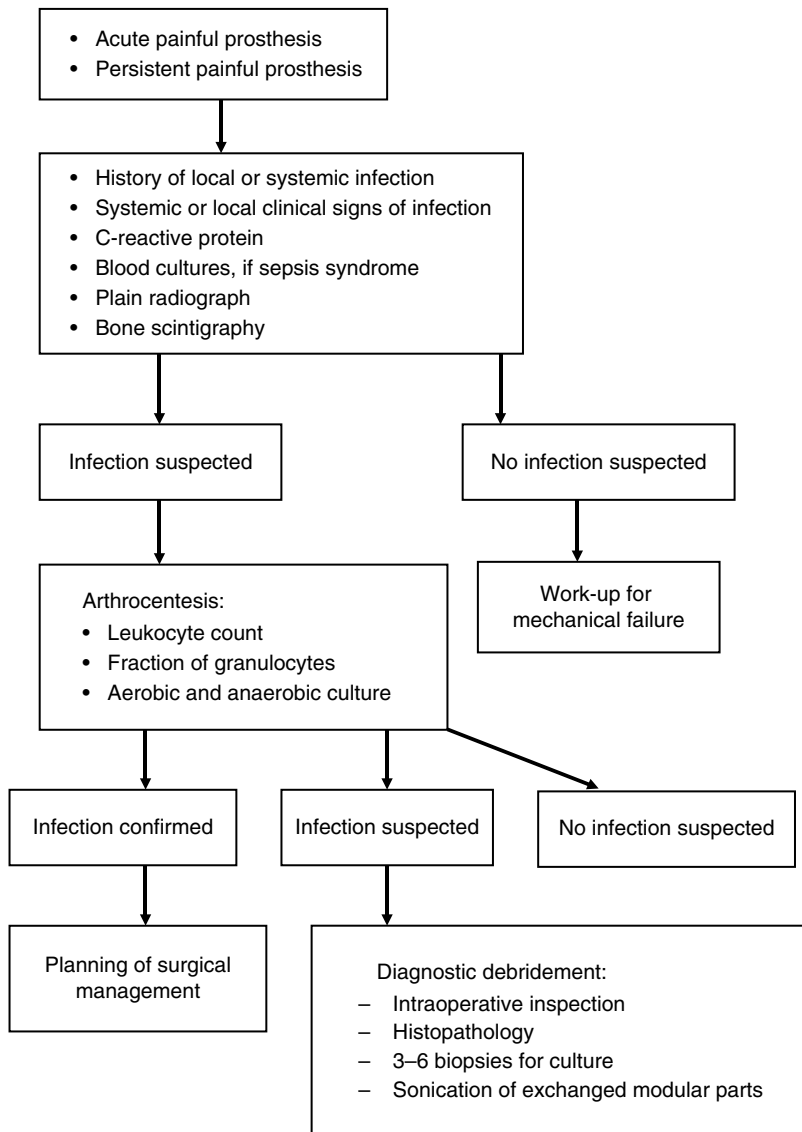 • Acute painful prosthesis
• Persistent painful prosthesis
• History of local or systemic infection
• Systemic or local clinical signs of infection
• C-reactive protein
• Blood cultures, if sepsis syndrome
• Plain radiograph
• Bone scintigraphy
Infection suspected
No infection suspected
Arthrocentesis:
• Leukocyte count
• Fraction of granulocytes
• Aerobic and anaerobic culture
Work-up for
mechanical failure
Infection confirmed
Infection suspected
No infection suspected
Planning of surgical
management
Diagnostic debridement:
– Intraoperative inspection
– Histopathology
– 3–6 biopsies for culture
– Sonication of exchanged modular parts